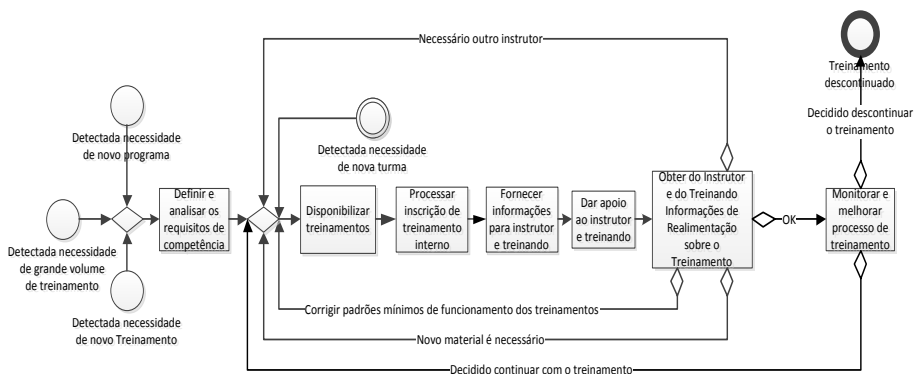 Necessário outro instrutor
Treinamento
descontinuado
Decidido descontinuar
o treinamento
Detectada necessidade
de novo programa
Detectada necessidade
de nova turma
Detectada necessidade
de grande volume
de treinamento
Detectada necessidade
de novo Treinamento
Definir e
analisar os
requisitos de
competência
Disponibilizar
treinamentos
Processar
inscrição de
treinamento
interno
Fornecer
informações
para instrutor
e treinando
Dar apoio
ao instrutor
e treinando
Obter do Instrutor
e do Treinando
Informações de
Realimentação
sobre o
Treinamento
OK
Monitorar e
melhorar
processo de
treinamento
Corrigir padrões mínimos de funcionamento dos treinamentos
Novo material é necessário
Decidido continuar com o treinamento